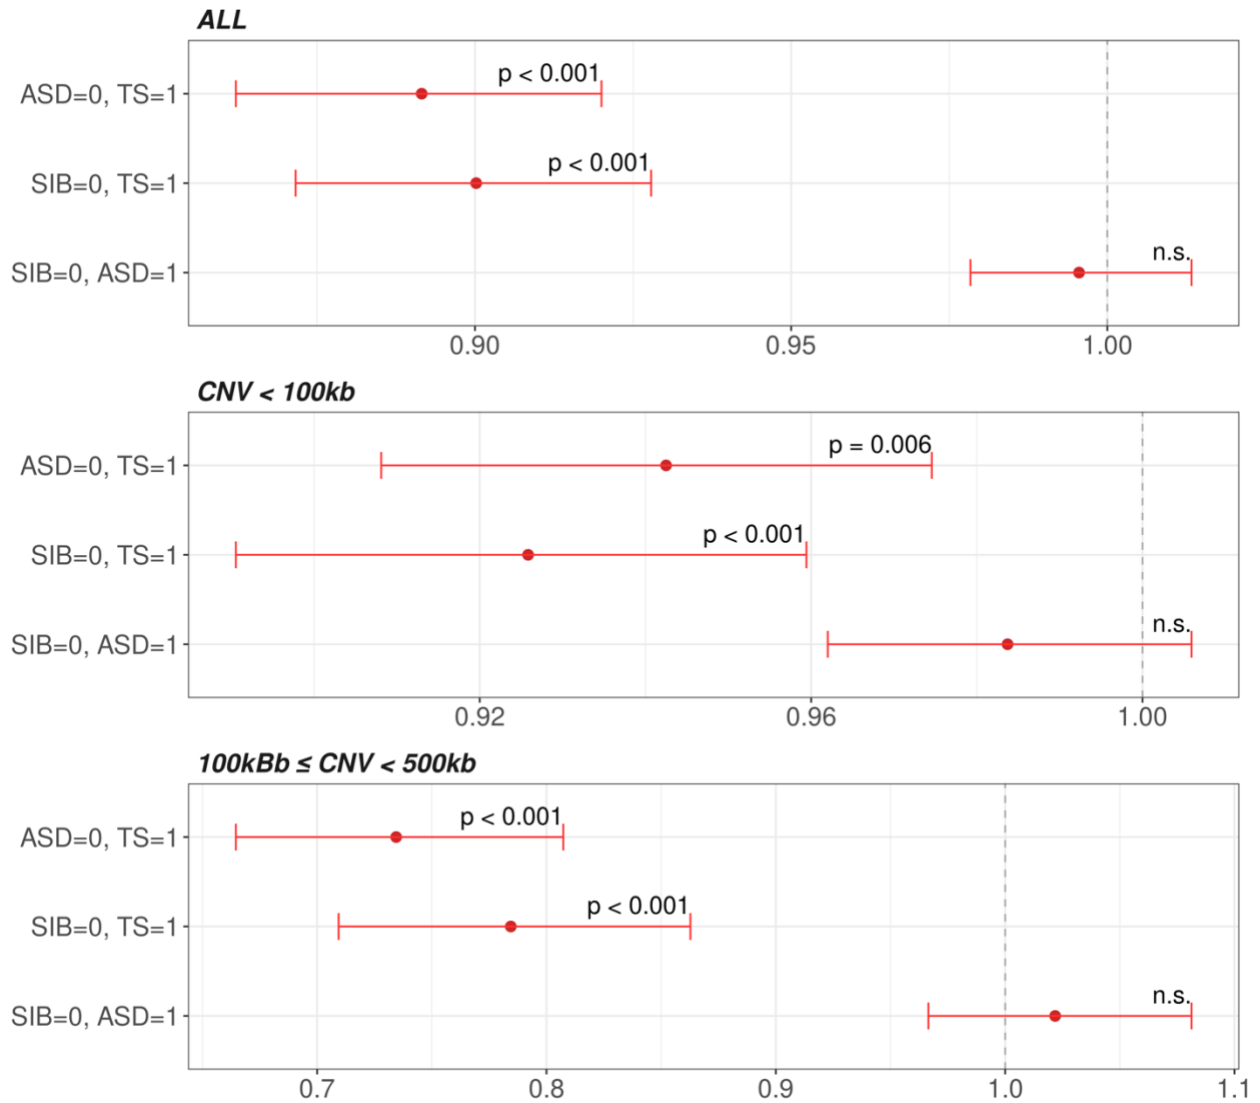 ALL
p < 0.001
ASD=0, TS=1
p < 0.001
SIB=0, TS=1
n.s.
SIB=0, ASD=1
0.90 0.95 1.00
CNV < 100kb
p = 0.006
ASD=0, TS=1
p < 0.001
SIB=0, TS=1
n.s.
SIB=0, ASD=1
0.92 0.96 1.00
100kBb ≤ CNV < 500kb
p < 0.001
ASD=0, TS=1
p < 0.001
SIB=0, TS=1
n.s.
SIB=0, ASD=1
0.7 0.8 0.9 1.0 1.1